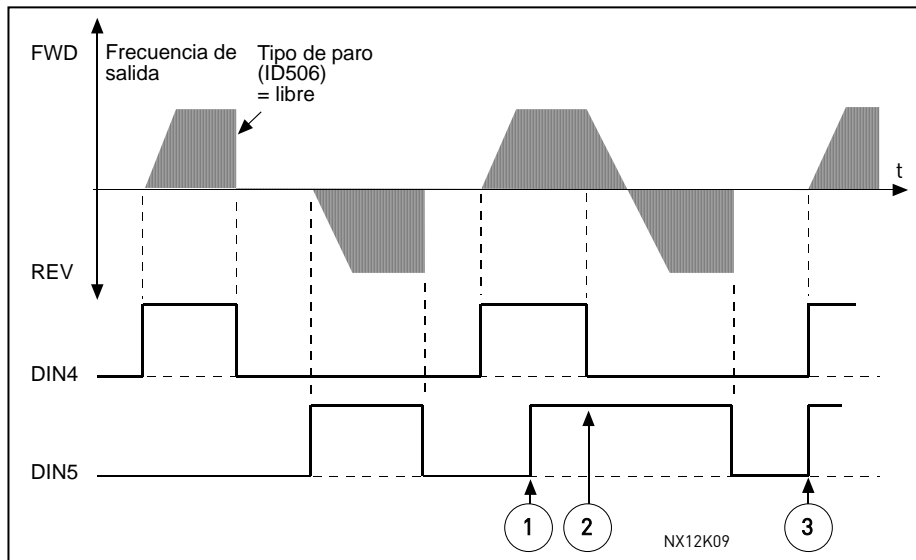 FWD
Frecuencia de
salida
Tipo de paro
(ID506)
= libre
t
REV
DIN4
DIN5
1
2
3
NX12K09